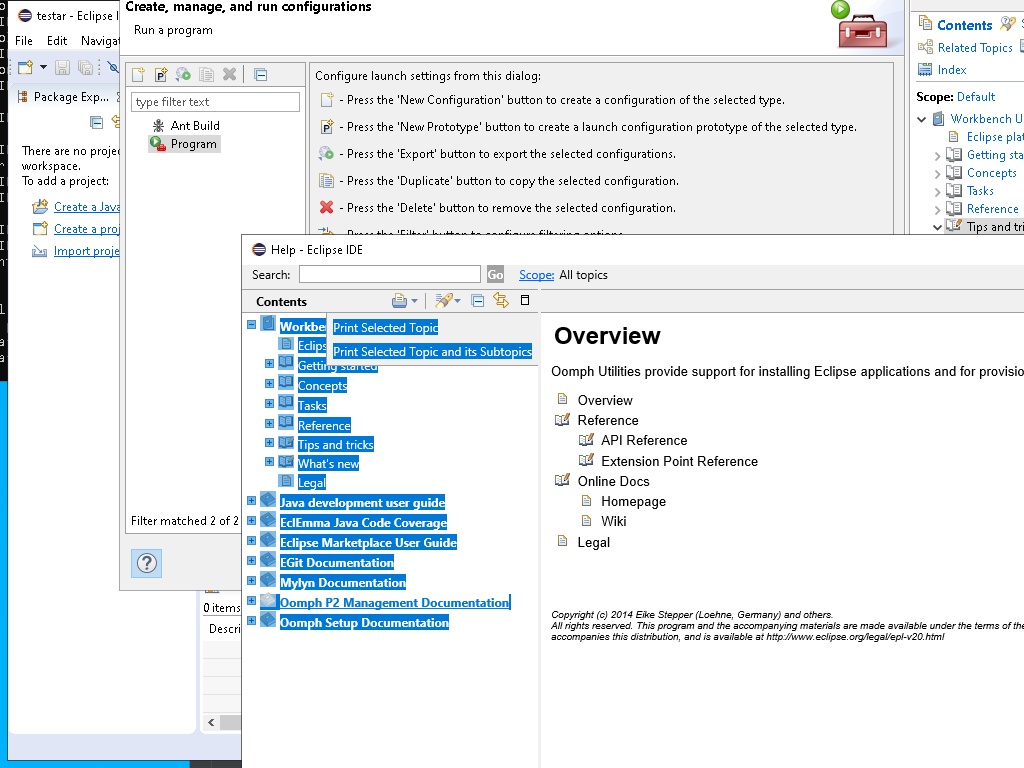 testar - Eclipse I
File Edit Navigat
Package Exp...
There are no projec
workspace.
To add a project:
Create a Java
Create a proj
Import proje
0 items
Descri
Create, manage, and run configurations
Run a program
type filter text
Ant Build
Program
Filter matched 2 of 2
Configure launch settings from this dialog:
- Press the 'New Configuration' button to create a configuration of the selected type.
- Press the 'New Prototype' button to create a launch configuration prototype of the selected type.
- Press the 'Export' button to export the selected configurations.
- Press the 'Duplicate' button to copy the selected configuration.
- Press the 'Delete' button to remove the selected configuration.
- Press the 'Filter' button to configure filtering options.
Contents
Related Topics
Index
Scope: Default
Workbench U
Eclipse plat
Getting sta
Concepts
Tasks
Reference
Tips and tri
Help - Eclipse IDE
Search: Go Scope: All topics
Contents
Print Selected Topic
Print Selected Topic and its Subtopics
Workben
Eclips
Getting started
Concepts
Tasks
Reference
Tips and tricks
What's new
Legal
Java development user guide
EclEmma Java Code Coverage
Eclipse Marketplace User Guide
EGit Documentation
Mylyn Documentation
Oomph P2 Management Documentation
Oomph Setup Documentation
Overview
Oomph Utilities provide support for installing Eclipse applications and for provisio
Overview
Reference
API Reference
Extension Point Reference
Online Docs
Homepage
Wiki
Legal
Copyright (c) 2014 Eike Stepper (Loehne, Germany) and others.
All rights reserved. This program and the accompanying materials are made available under the terms of the
accompanies this distribution, and is available at http://www.eclipse.org/legal/epl-v20.html